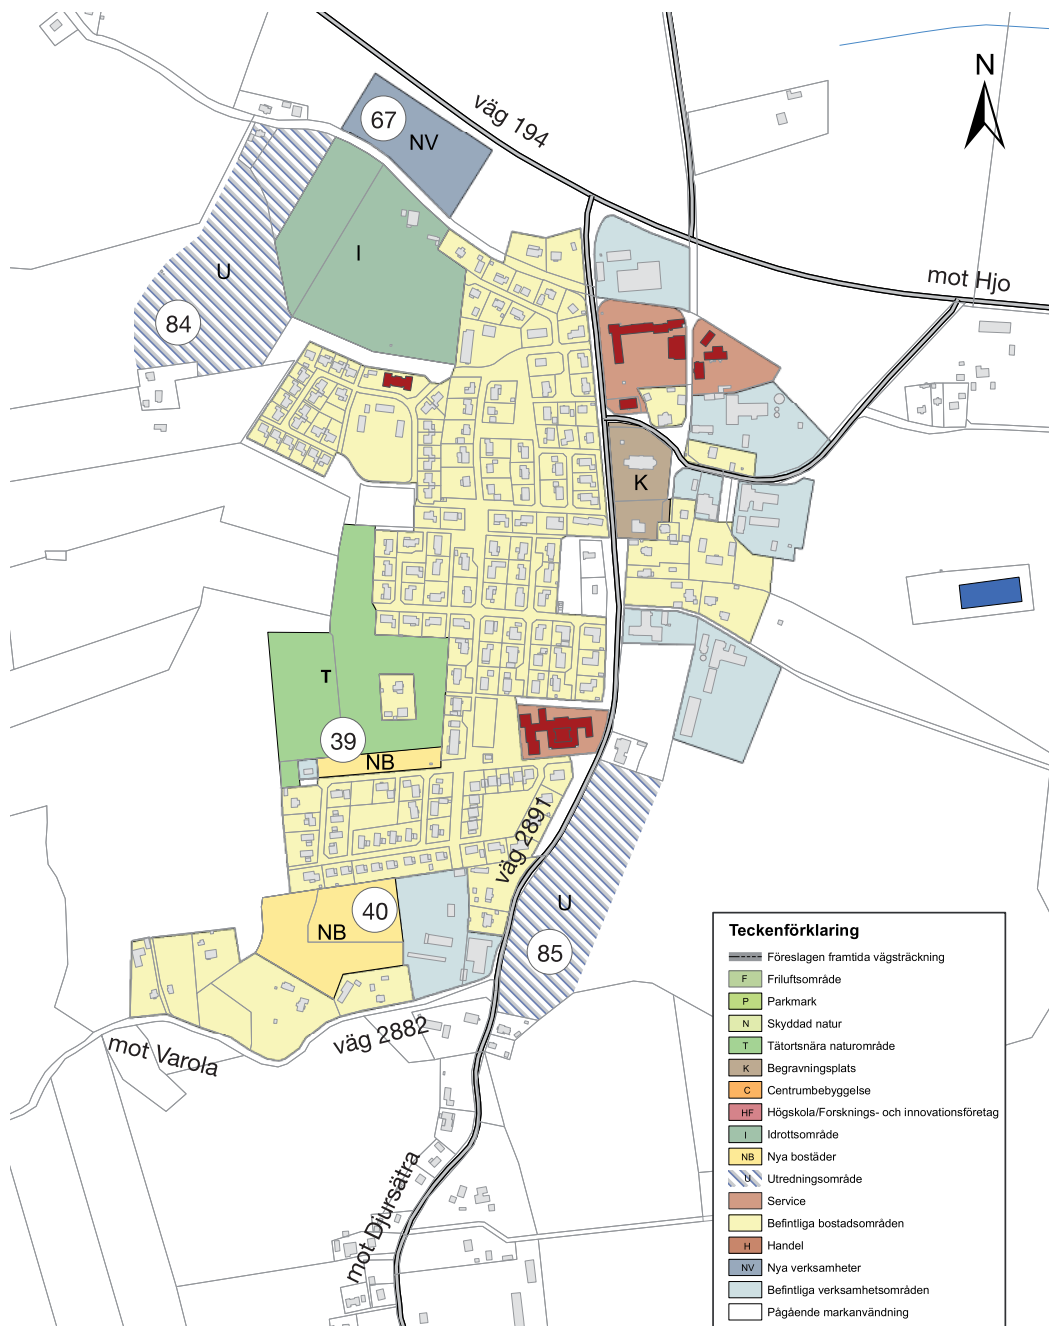 N
väg 194
67
NV
mot Hjo
I
U
84
K
T
39
NB
väg 2891
40
NB
U
85
väg 2882
mot Varola
mot Djursätra
Teckenförklaring
Föreslagen framtida vägsträckning
F Friluftsområde
P Parkmark
N Skyddad natur
T Tätortsnära naturområde
K Begravningsplats
C Centrumbebyggelse
HF Högskola/Forsknings- och innovationsföretag
I Idrottsområde
NB Nya bostäder
U Utredningsområde
Service
Befintliga bostadsområden
H Handel
NV Nya verksamheter
Befintliga verksamhetsområden
Pågående markanvändning